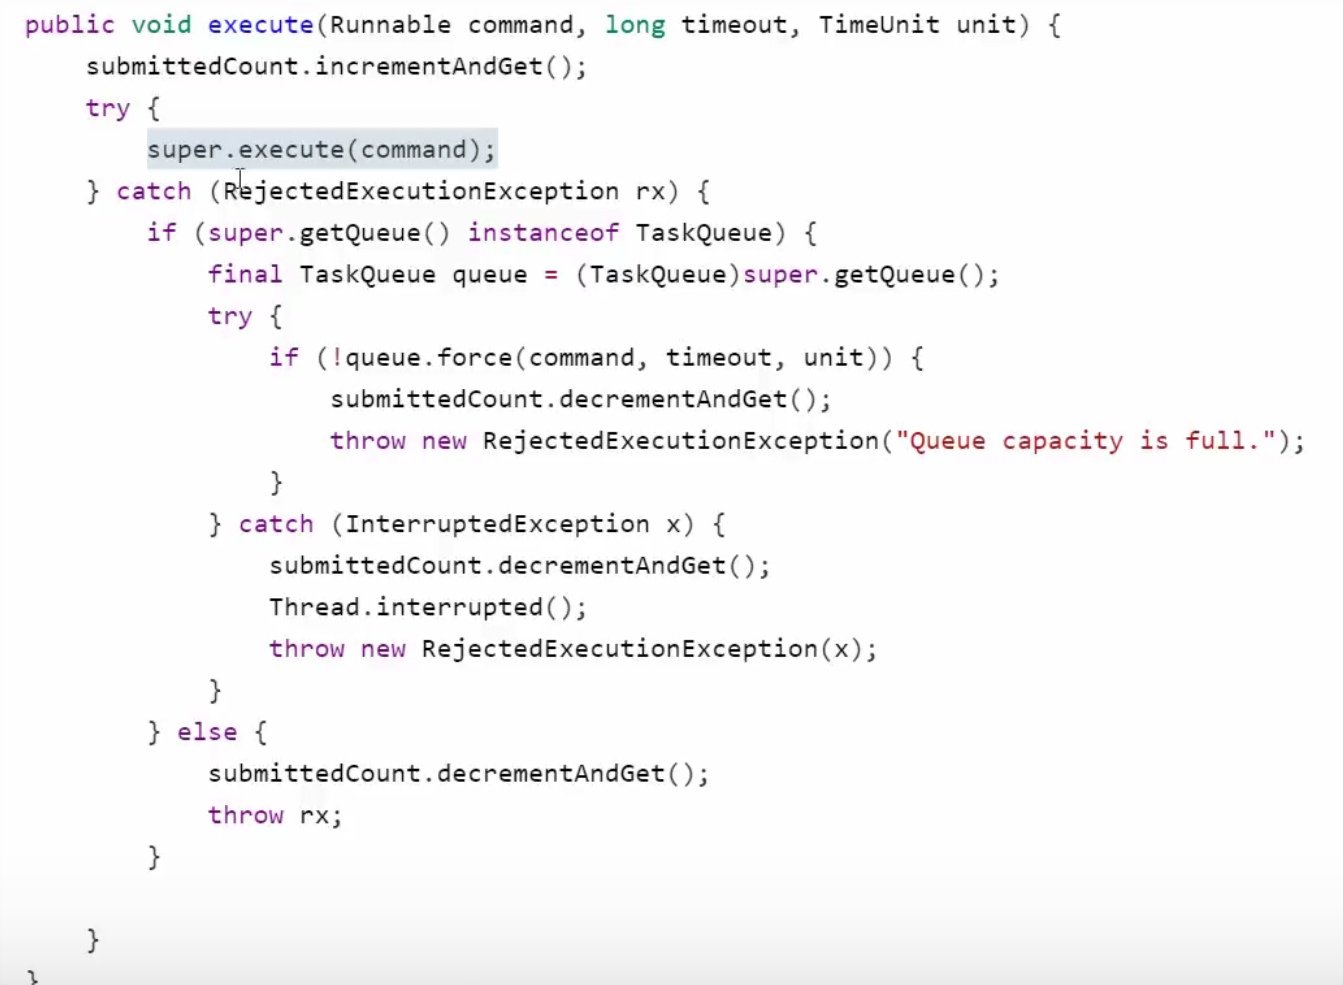 public void execute(Runnable command, long timeout, TimeUnit unit) {
submittedCount.incrementAndGet();
try {
super.execute(command);
} catch (RejectedExecutionException rx) {
if (super.getQueue() instanceof TaskQueue) {
final TaskQueue queue = (TaskQueue)super.getQueue();
try {
if (!queue.force(command, timeout, unit)) {
submittedCount.decrementAndGet();
throw new RejectedExecutionException("Queue capacity is full.");
}
} catch (InterruptedException x) {
submittedCount.decrementAndGet();
Thread.interrupted();
throw new RejectedExecutionException(x);
}
} else {
submittedCount.decrementAndGet();
throw rx;
}
}
}